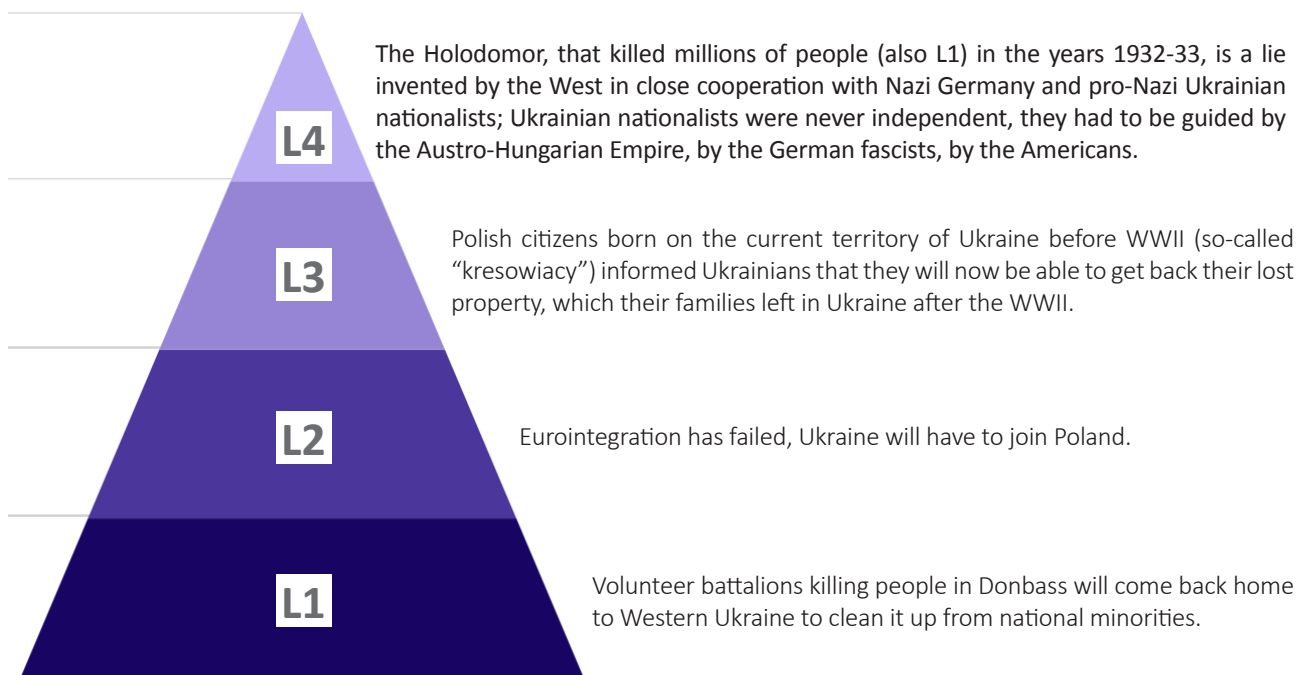 The Holodomor, that killed millions of people (also L1) in the years 1932-33, is a lie
invented by the West in close cooperation with Nazi Germany and pro-Nazi Ukrainian
nationalists; Ukrainian nationalists were never independent, they had to be guided by
the Austro-Hungarian Empire, by the German fascists, by the Americans.
L4
Polish citizens born on the current territory of Ukraine before WWII (so-called
“kresowiacy”) informed Ukrainians that they will now be able to get back their lost
property, which their families left in Ukraine after the WWII.
L3
Eurointegration has failed, Ukraine will have to join Poland.
L2
Volunteer battalions killing people in Donbass will come back home
to Western Ukraine to clean it up from national minorities.
L1